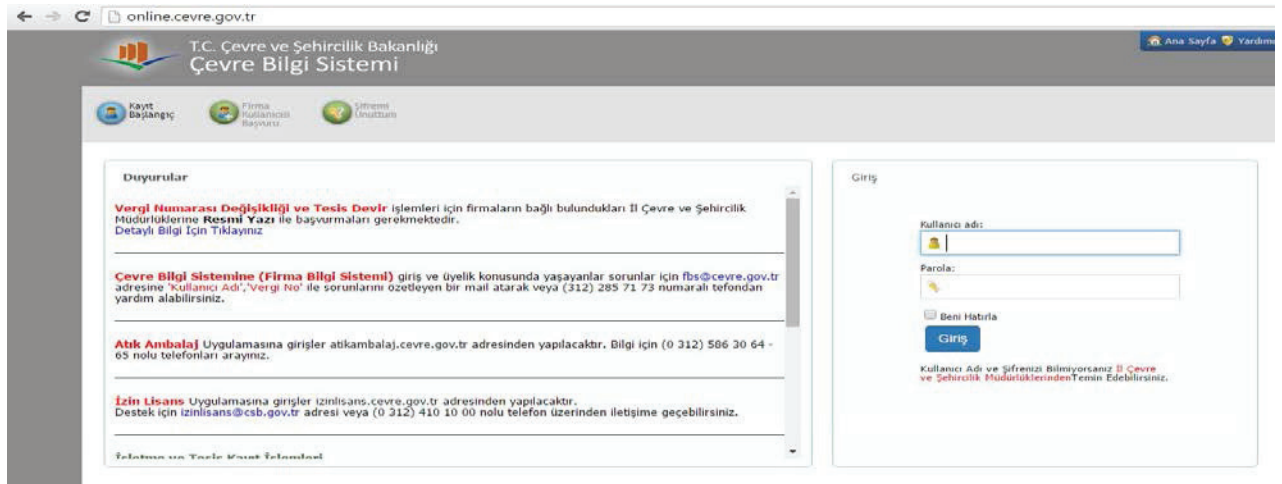 online.cevre.gov.tr
T.C. Çevre ve Şehircilik Bakanlığı
Çevre Bilgi Sistemi
Ana Sayfa
Kayıt
Başlangıç
Firma
Kullanıcısı
Başvuru
Şifremi
Unuttum
Duyurular
Vergi Numarası Değişikliği ve Tesis Devir işlemleri için firmaların bağlı bulundukları İl Çevre ve Şehircilik
Müdürlüklerine Resmi Yazı ile başvurmaları gerekmektedir.
Detaylı Bilgi İçin Tıklayınız
Çevre Bilgi Sistemine (Firma Bilgi Sistemi) giriş ve üyelik konusunda yaşayanlar sorunlar için fbs@cevre.gov.tr
adresine 'Kullanıcı Adı','Vergi No' ile sorunlarını özetleyen bir mail atarak veya (312) 285 71 73 numaralı tefondan
yardım alabilirsiniz.
Atık Ambalaj Uygulamasına girişler atikambalaj.cevre.gov.tr adresinden yapılacaktır. Bilgi için (0 312) 586 30 64 -
65 nolu telefonları arayınız.
İzin Lisans Uygulamasına girişler izinlisans.cevre.gov.tr adresinden yapılacaktır.
Destek için izinlisans@csb.gov.tr adresi veya (0 312) 410 10 00 nolu telefon üzerinden iletişime geçebilirsiniz.
Giriş
Kullanıcı adı:
Parola:
Beni Hatırla
Giriş
Kullanıcı Adı ve Şifrenizi Bilmiyorsanız İl Çevre
ve Şehircilik MüdürlüklerindenTemin Edebilirsiniz.